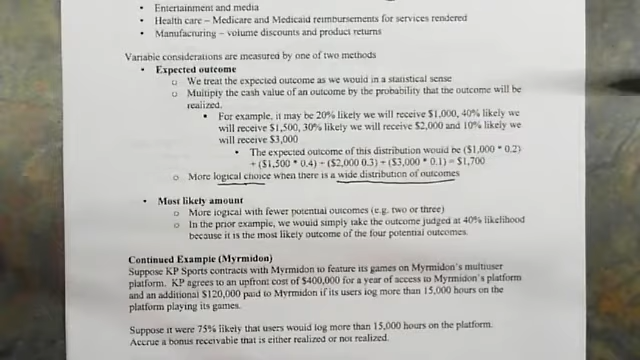 • Entertainment and media
• Health care – Medicare and Medicaid reimbursements for services rendered
• Manufacturing – volume discounts and product returns
Variable considerations are measured by one of two methods
• Expected outcome
o We treat the expected outcome as we would in a statistical sense
o Multiply the cash value of an outcome by the probability that the outcome will be
realized.
▪ For example, it may be 20% likely we will receive $1,000, 40% likely we
will receive $1,500, 30% likely we will receive $2,000 and 10% likely we
will receive $3,000
▪ The expected outcome of this distribution would be ($1,000 * 0.2)
+ ($1,500 * 0.4) + ($2,000 0.3) + ($3,000 * 0.1) = $1,700
o More logical choice when there is a wide distribution of outcomes
• Most likely amount
o More logical with fewer potential outcomes (e.g. two or three)
o In the prior example, we would simply take the outcome judged at 40% likelihood
because it is the most likely outcome of the four potential outcomes.
Continued Example (Myrmidon)
Suppose KP Sports contracts with Myrmidon to feature its games on Myrmidon's multiuser
platform. KP agrees to an upfront cost of $400,000 for a year of access to Myrmidon's platform
and an additional $120,000 paid to Myrmidon if its users log more than 15,000 hours on the
platform playing its games.
Suppose it were 75% likely that users would log more than 15,000 hours on the platform.
Accrue a bonus receivable that is either realized or not realized.